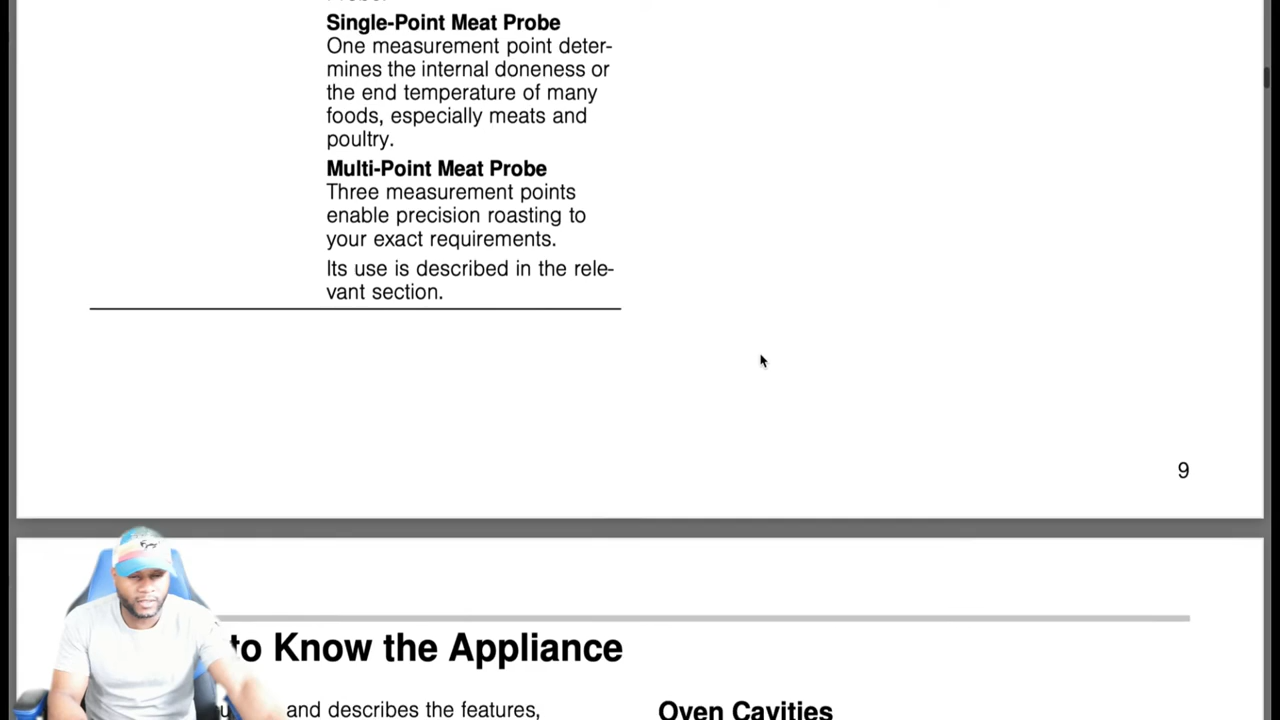 Single-Point Meat Probe
One measurement point deter-
mines the internal doneness or
the end temperature of many
foods, especially meats and
poultry.
Multi-Point Meat Probe
Three measurement points
enable precision roasting to
your exact requirements.
Its use is described in the rele-
vant section.
9
to Know the Appliance
and describes the features,
Oven Cavities